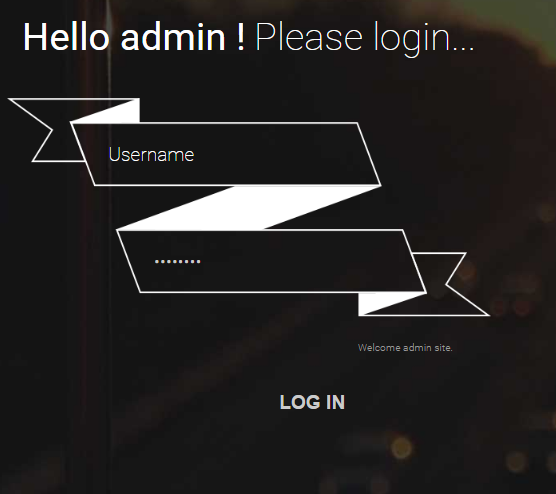 Hello admin ! Please login...
Username
••••••••
Welcome admin site.
LOG IN